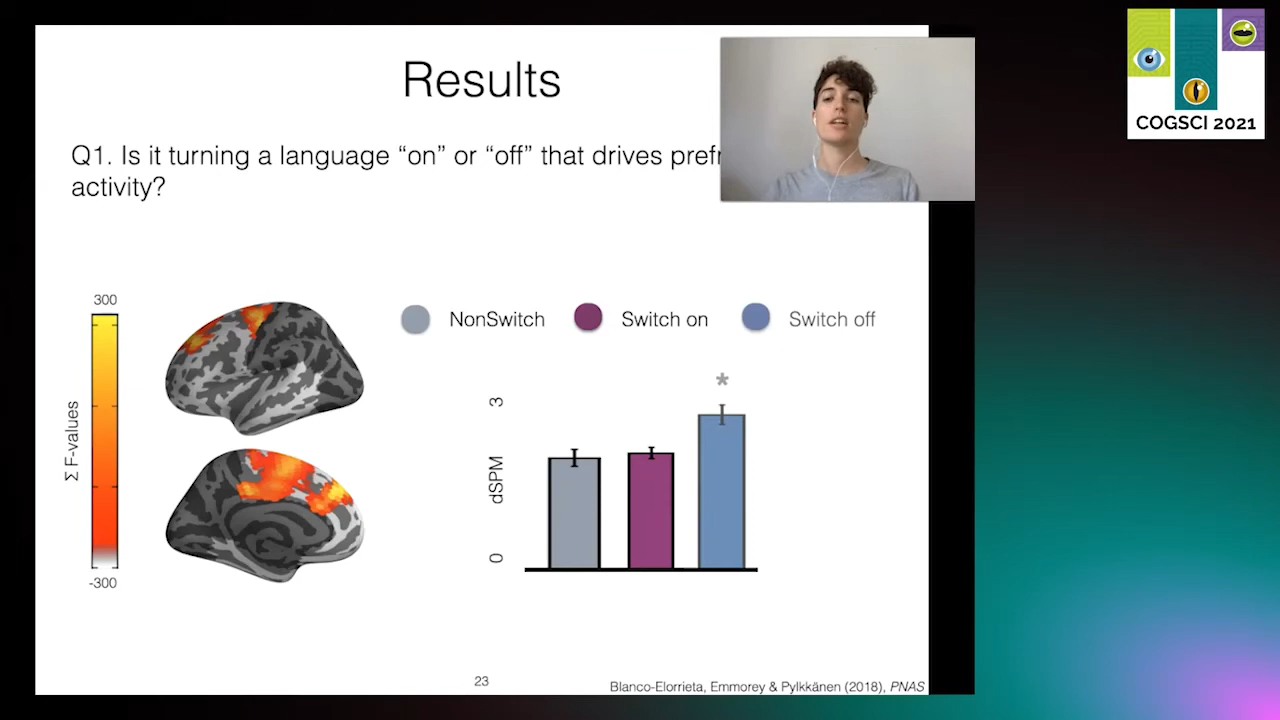 Results
Q1. Is it turning a language “on” or “off” that drives
activity?
300
NonSwitch
Switch on
Switch off
Σ F-values
-300
3
dSPM
0
*
23
Blanco-Elorrieta, Emmorey & Pylkkänen (2018), PNAS
COGSCI 2021